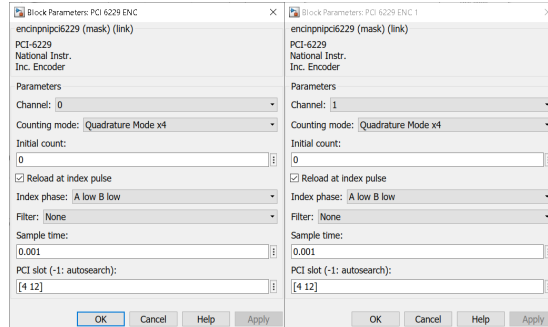 Block Parameters: PCI 6229 ENC
encinpnipci6229 (mask) (link)
PCI-6229
National Instr.
Inc. Encoder
Parameters
Channel: 0
Counting mode: Quadrature Mode x4
Initial count:
0
Reload at index pulse
Index phase: A low B low
Filter: None
Sample time:
0.001
PCI slot (-1: autosearch):
[4 12]
OK Cancel Help Apply
Block Parameters: PCI 6229 ENC 1
encinpnipci6229 (mask) (link)
PCI-6229
National Instr.
Inc. Encoder
Parameters
Channel: 1
Counting mode: Quadrature Mode x4
Initial count:
0
Reload at index pulse
Index phase: A low B low
Filter: None
Sample time:
0.001
PCI slot (-1: autosearch):
[4 12]
OK Cancel Help Apply